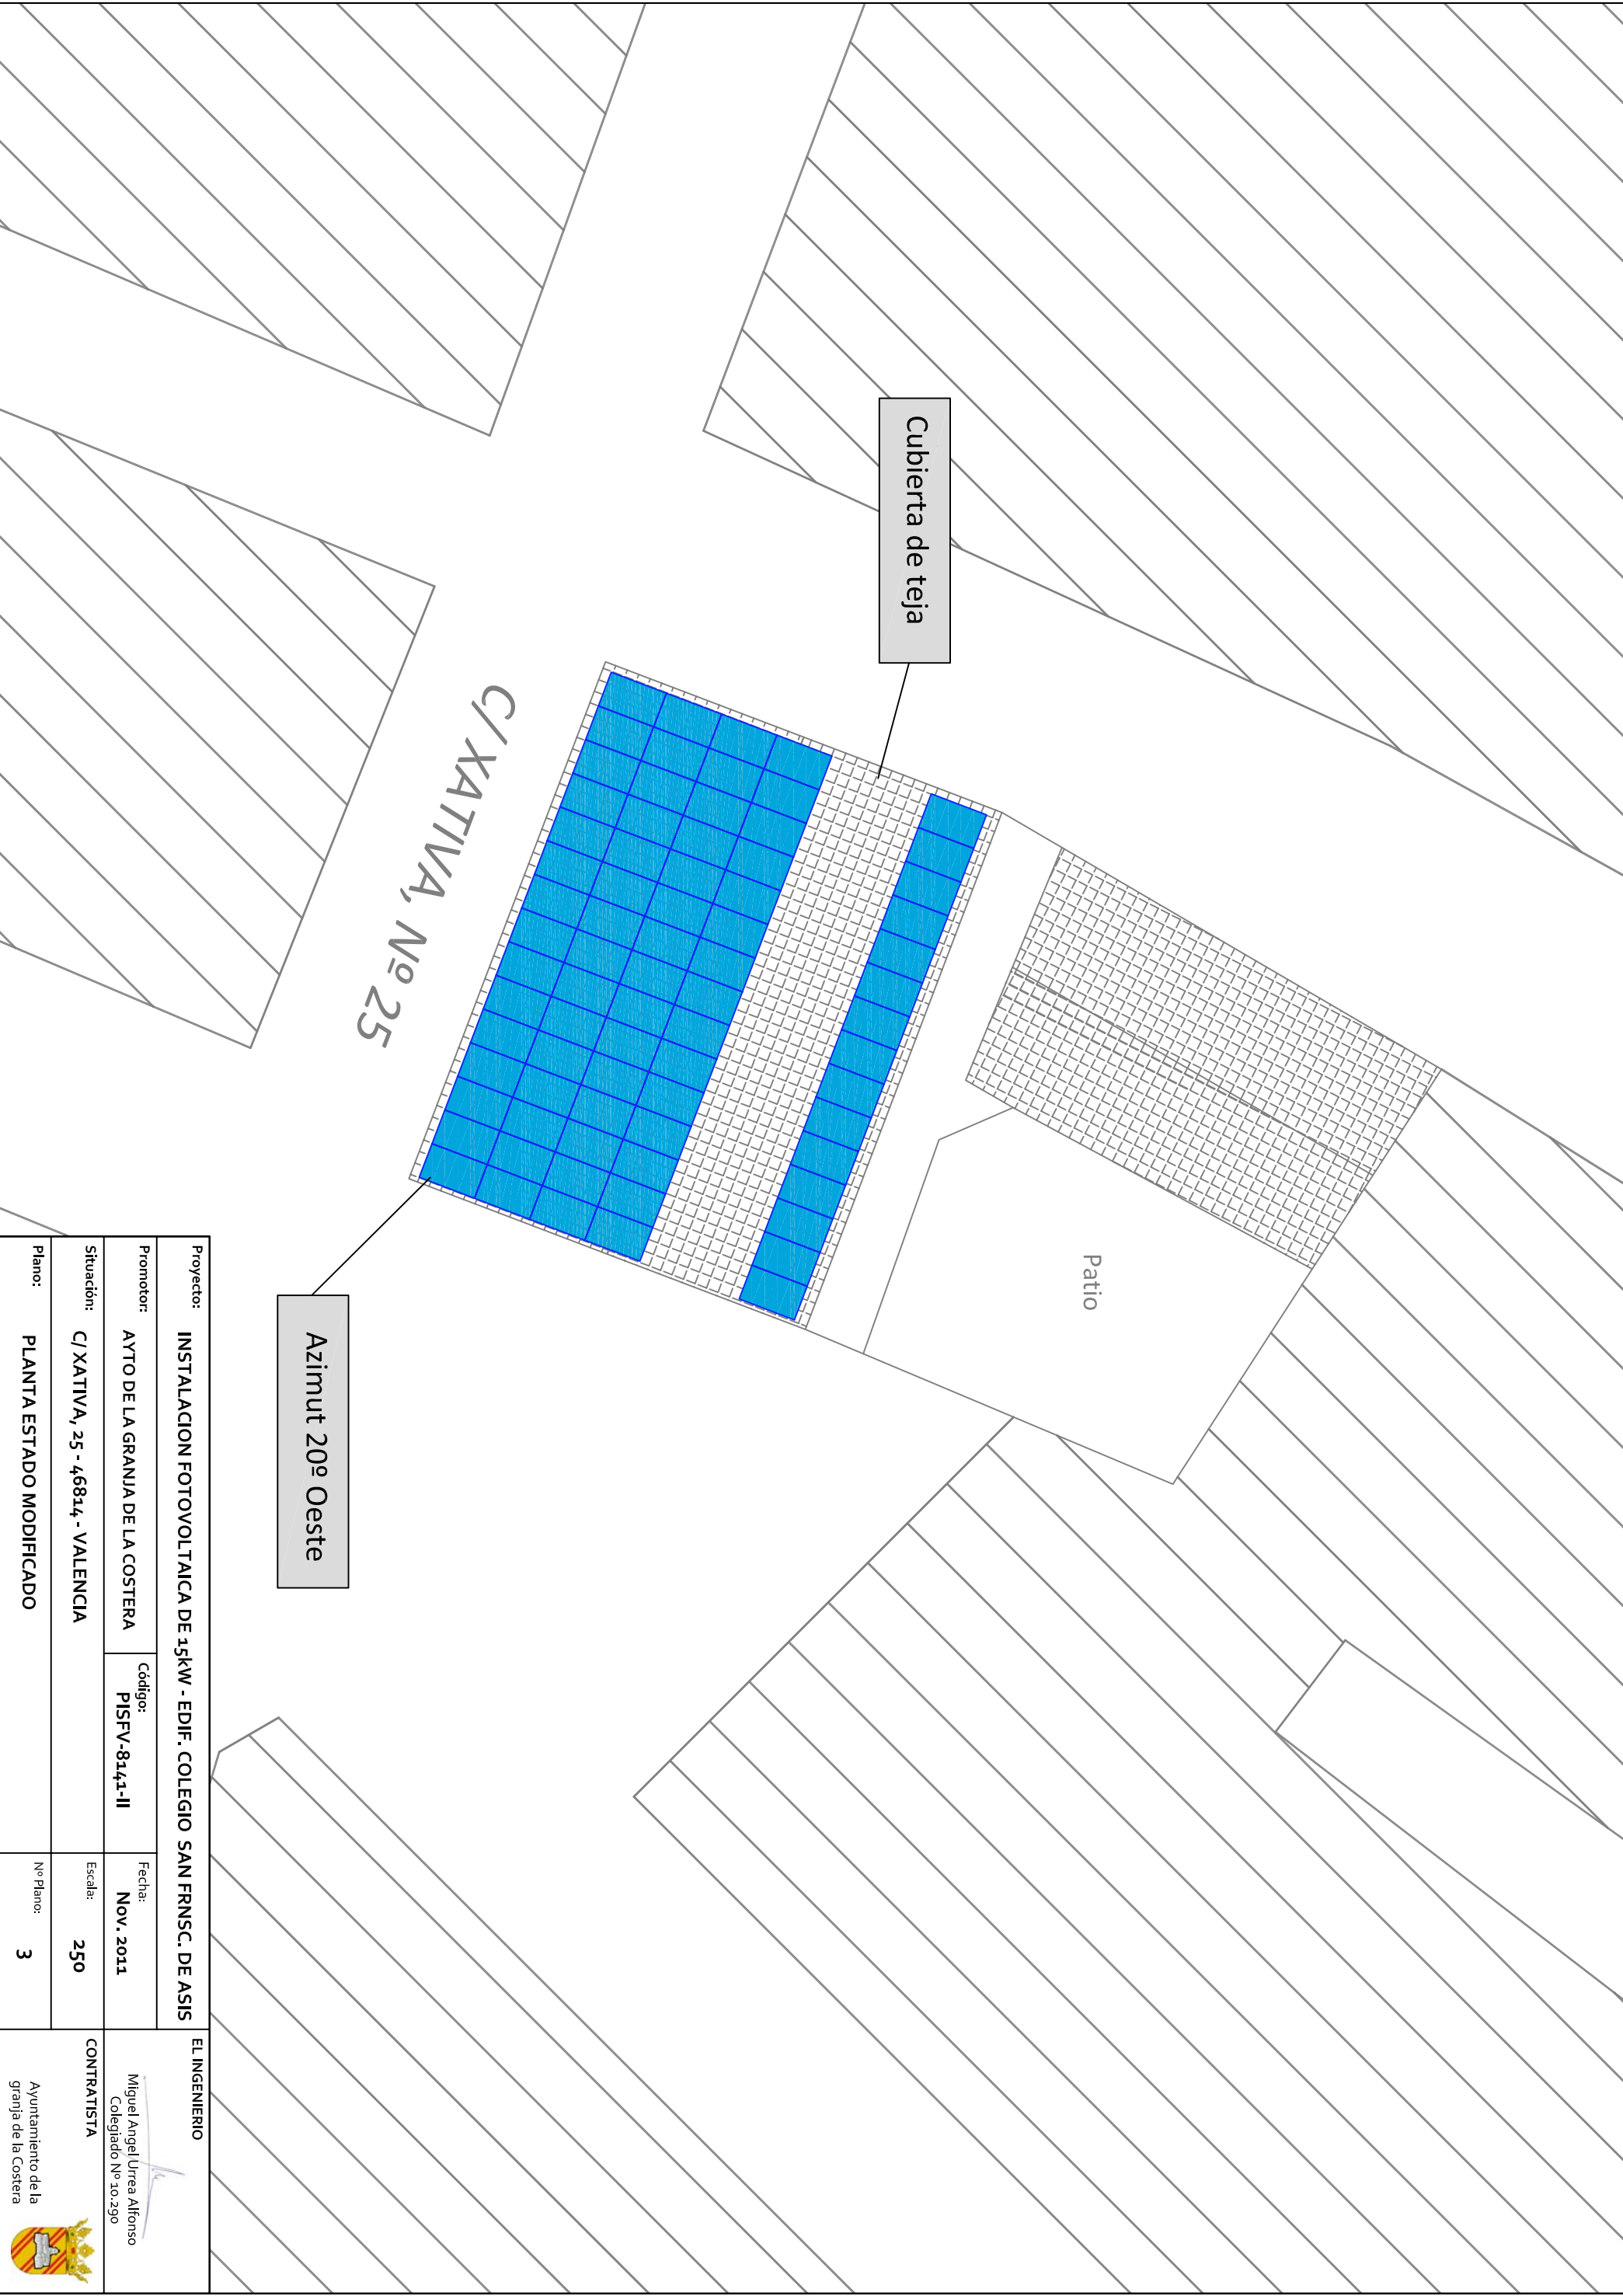 Cubierta de teja
C/ XATIVA, Nº 25
Patio
Azimut 20º Oeste
Proyecto:
INSTALACION FOTOVOLTAICA DE 15kW - EDIF. COLEGIO SAN FRNSC. DE ASIS
Promotor:
AYTO DE LA GRANJA DE LA COSTERA
Código:
PISFV-8141-II
Fecha:
Nov. 2011
Situación:
C/ XATIVA, 25 - 46814 - VALENCIA
Escala:
250
Plano:
PLANTA ESTADO MODIFICADO
Nº Plano:
3
EL INGENIERIO
Miguel Angel Urrea Alfonso
Colegiado Nº 10.290
CONTRATISTA
Ayuntamiento de la
granja de la Costera